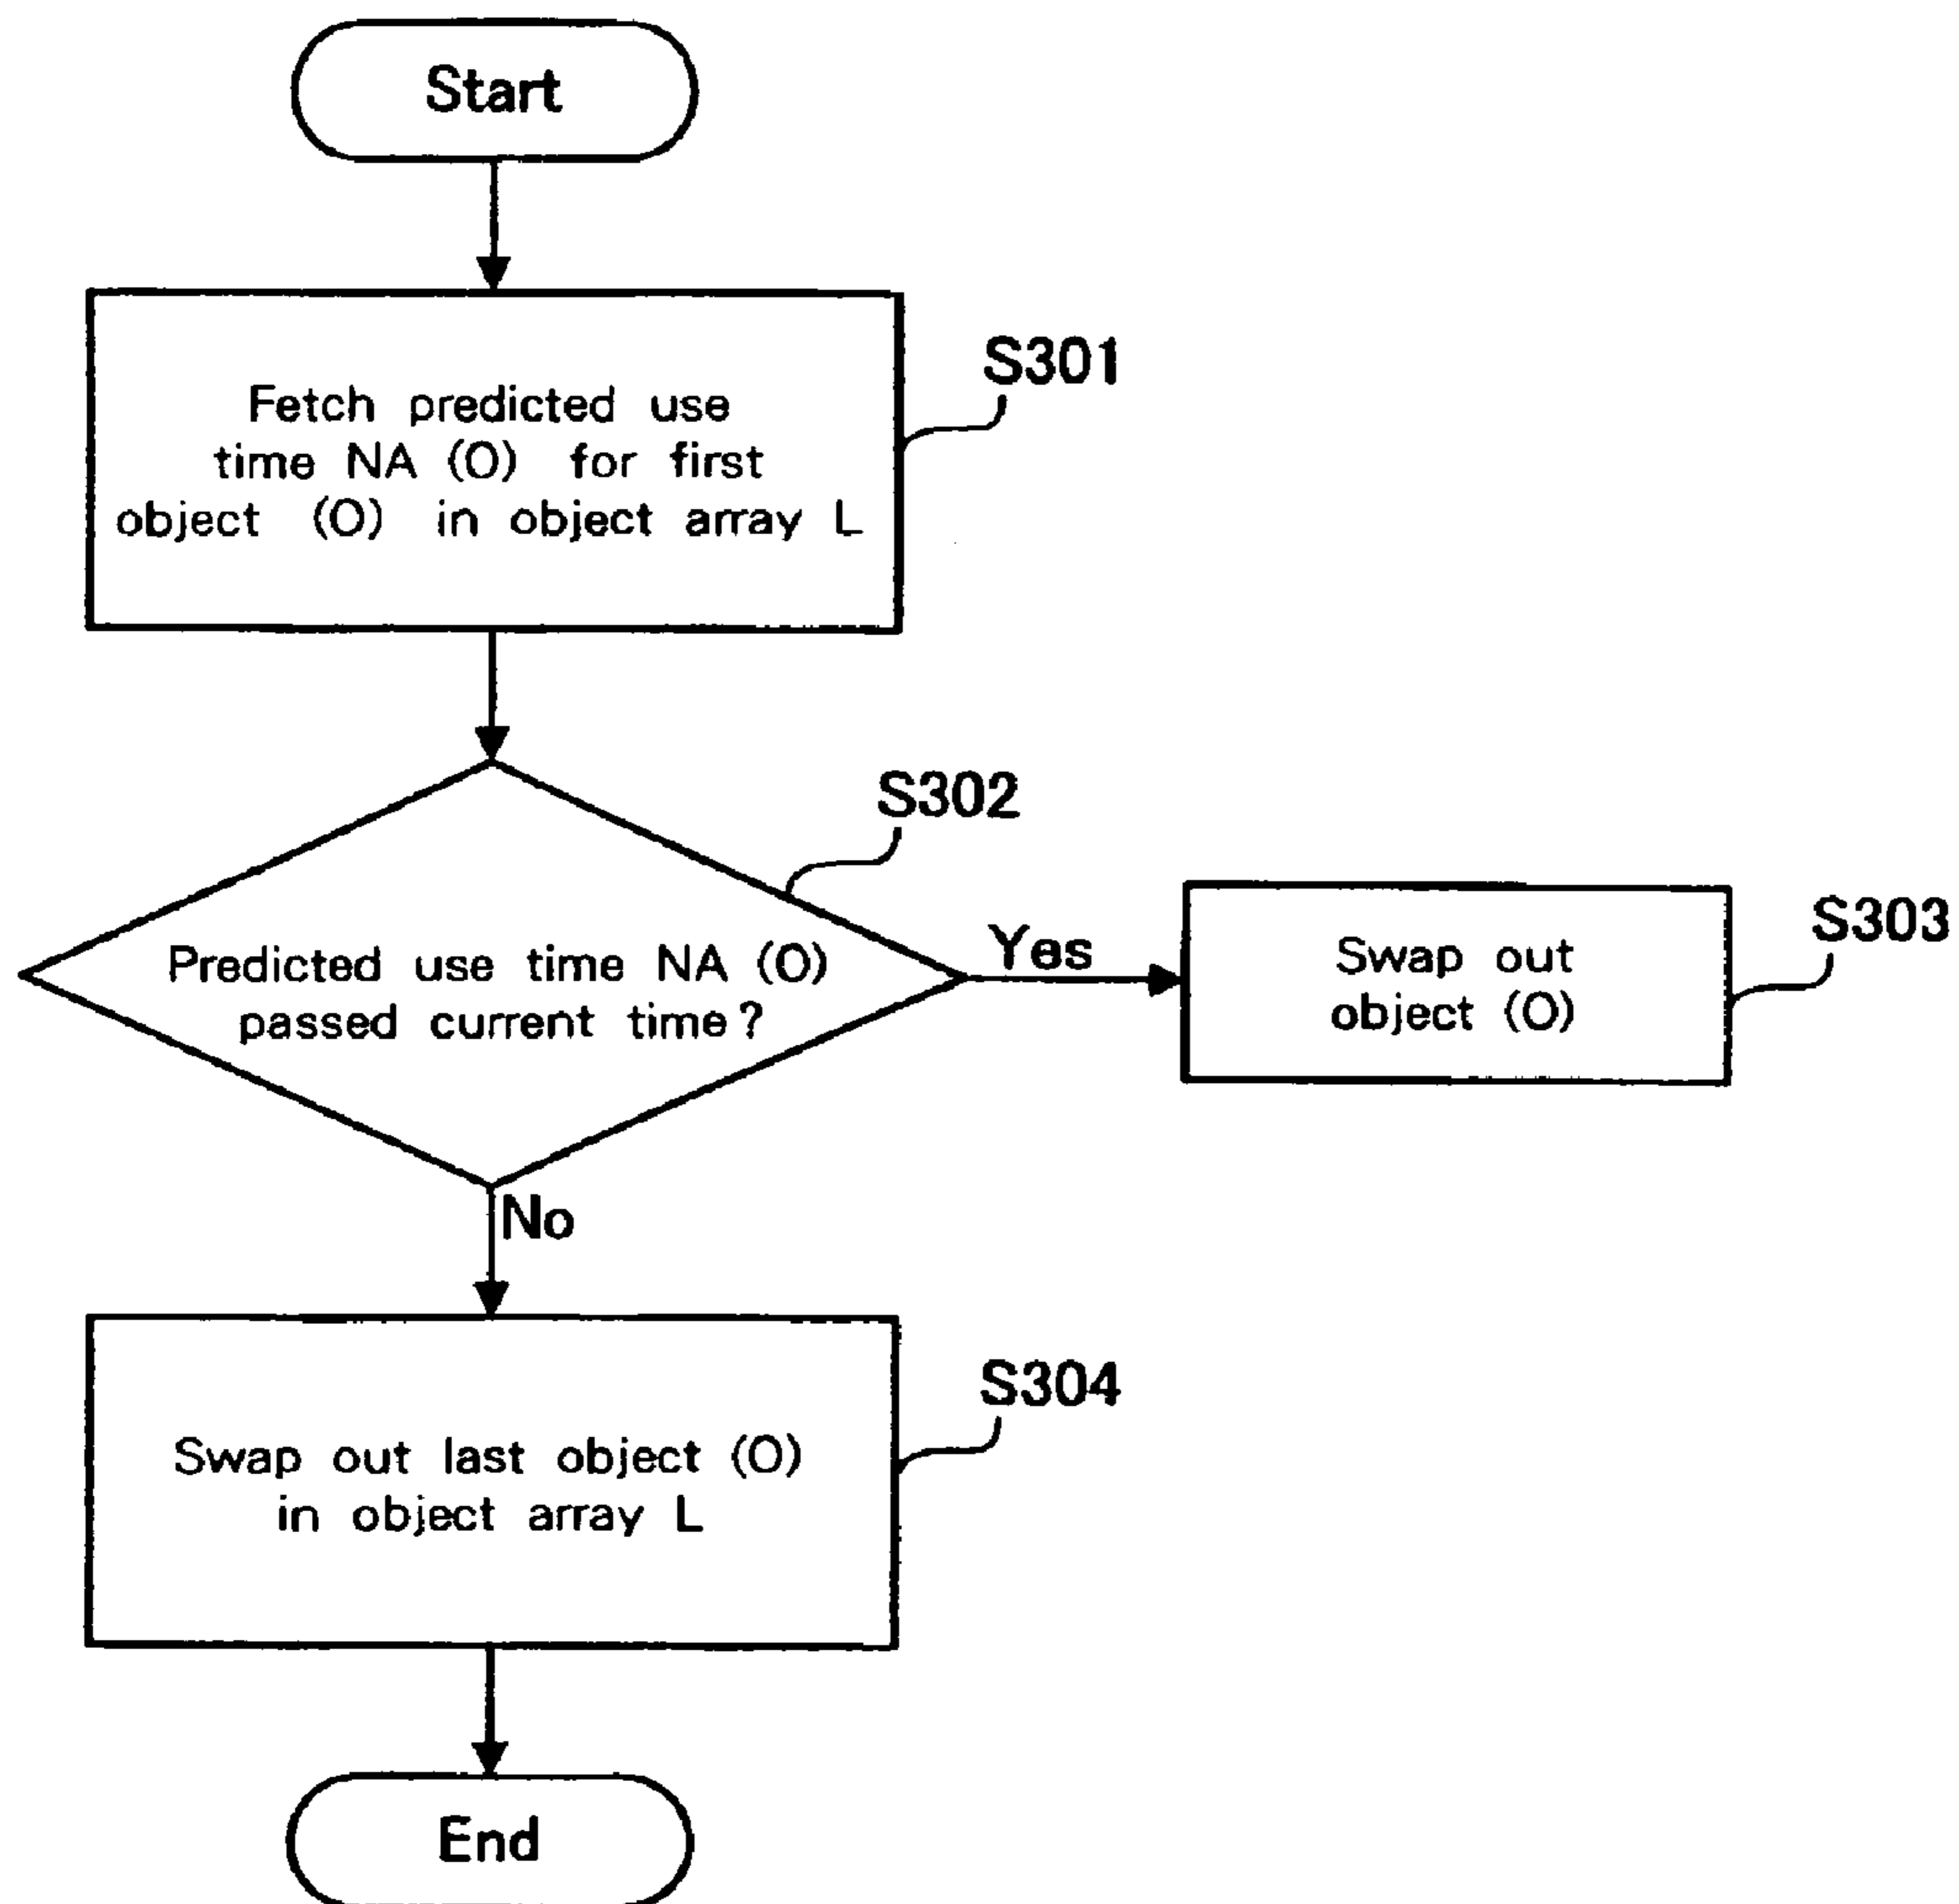 Start
Fetch predicted use
time NA (O) for first
object (O) in object array L
S301
S302
Predicted use time NA (O)
passed current time?
Yes
Swap out
object (O)
S303
No
Swap out last object (O)
in object array L
S304
End